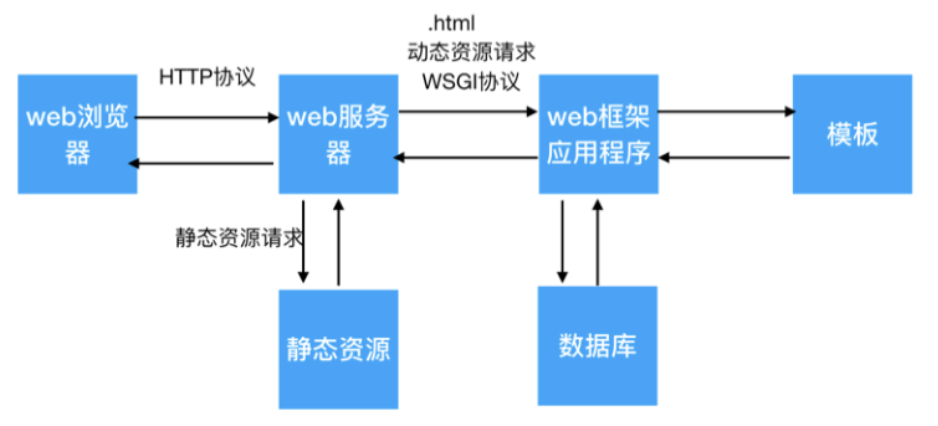 .html
动态资源请求
HTTP协议
WSGI协议
web浏览
器
web服务
器
web框架
应用程序
模板
静态资源请求
静态资源
数据库